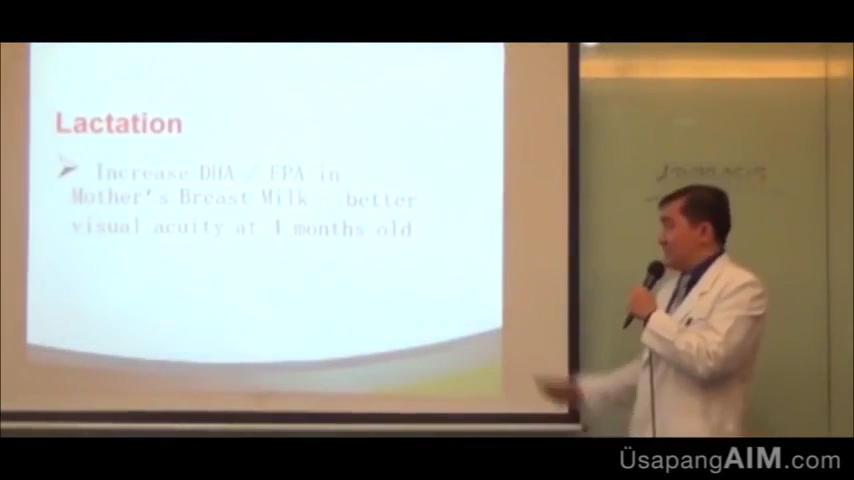 Lactation
Increase DHA / EPA in
Mother's Breast Milk - better
visual acuity at 4 months old
ÜsapangAIM.com